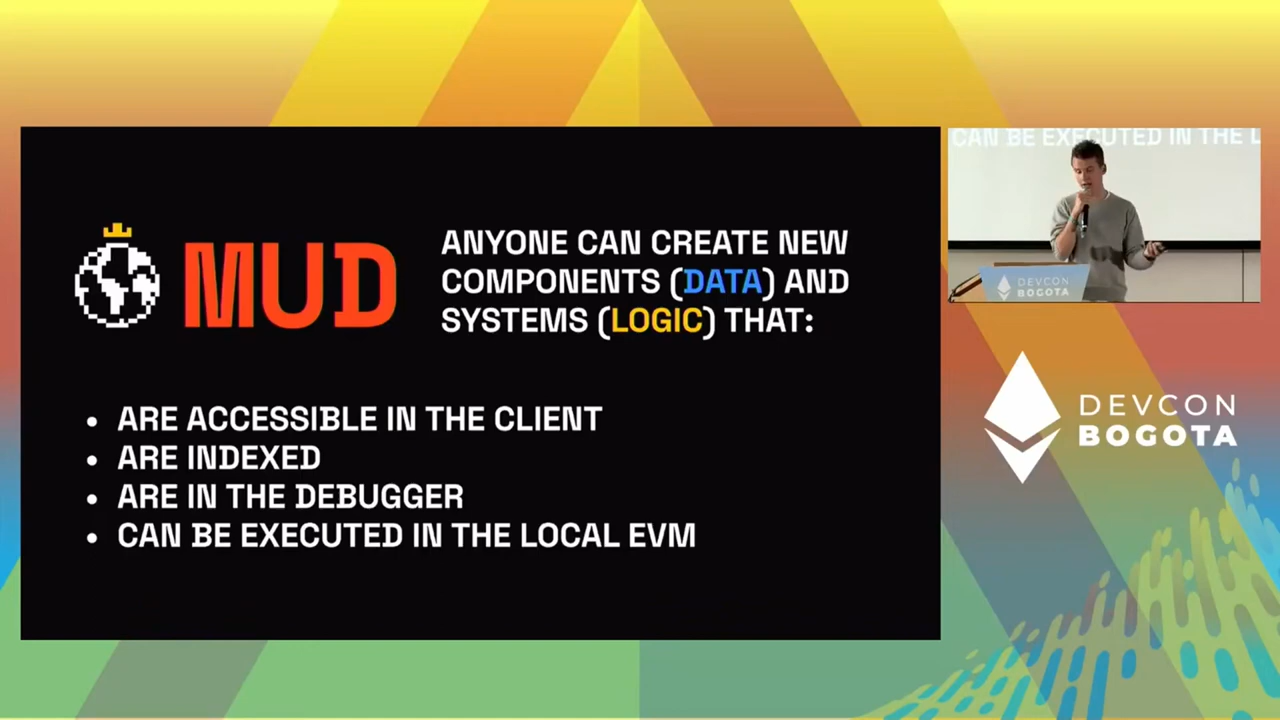 MUD
ANYONE CAN CREATE NEW
COMPONENTS (DATA) AND
SYSTEMS (LOGIC) THAT:
• ARE ACCESSIBLE IN THE CLIENT
• ARE INDEXED
• ARE IN THE DEBUGGER
• CAN BE EXECUTED IN THE LOCAL EVM
CAN BE EXECUTED IN THE L
DEVCON
BOGOTA
DEVCON
BOGOTA